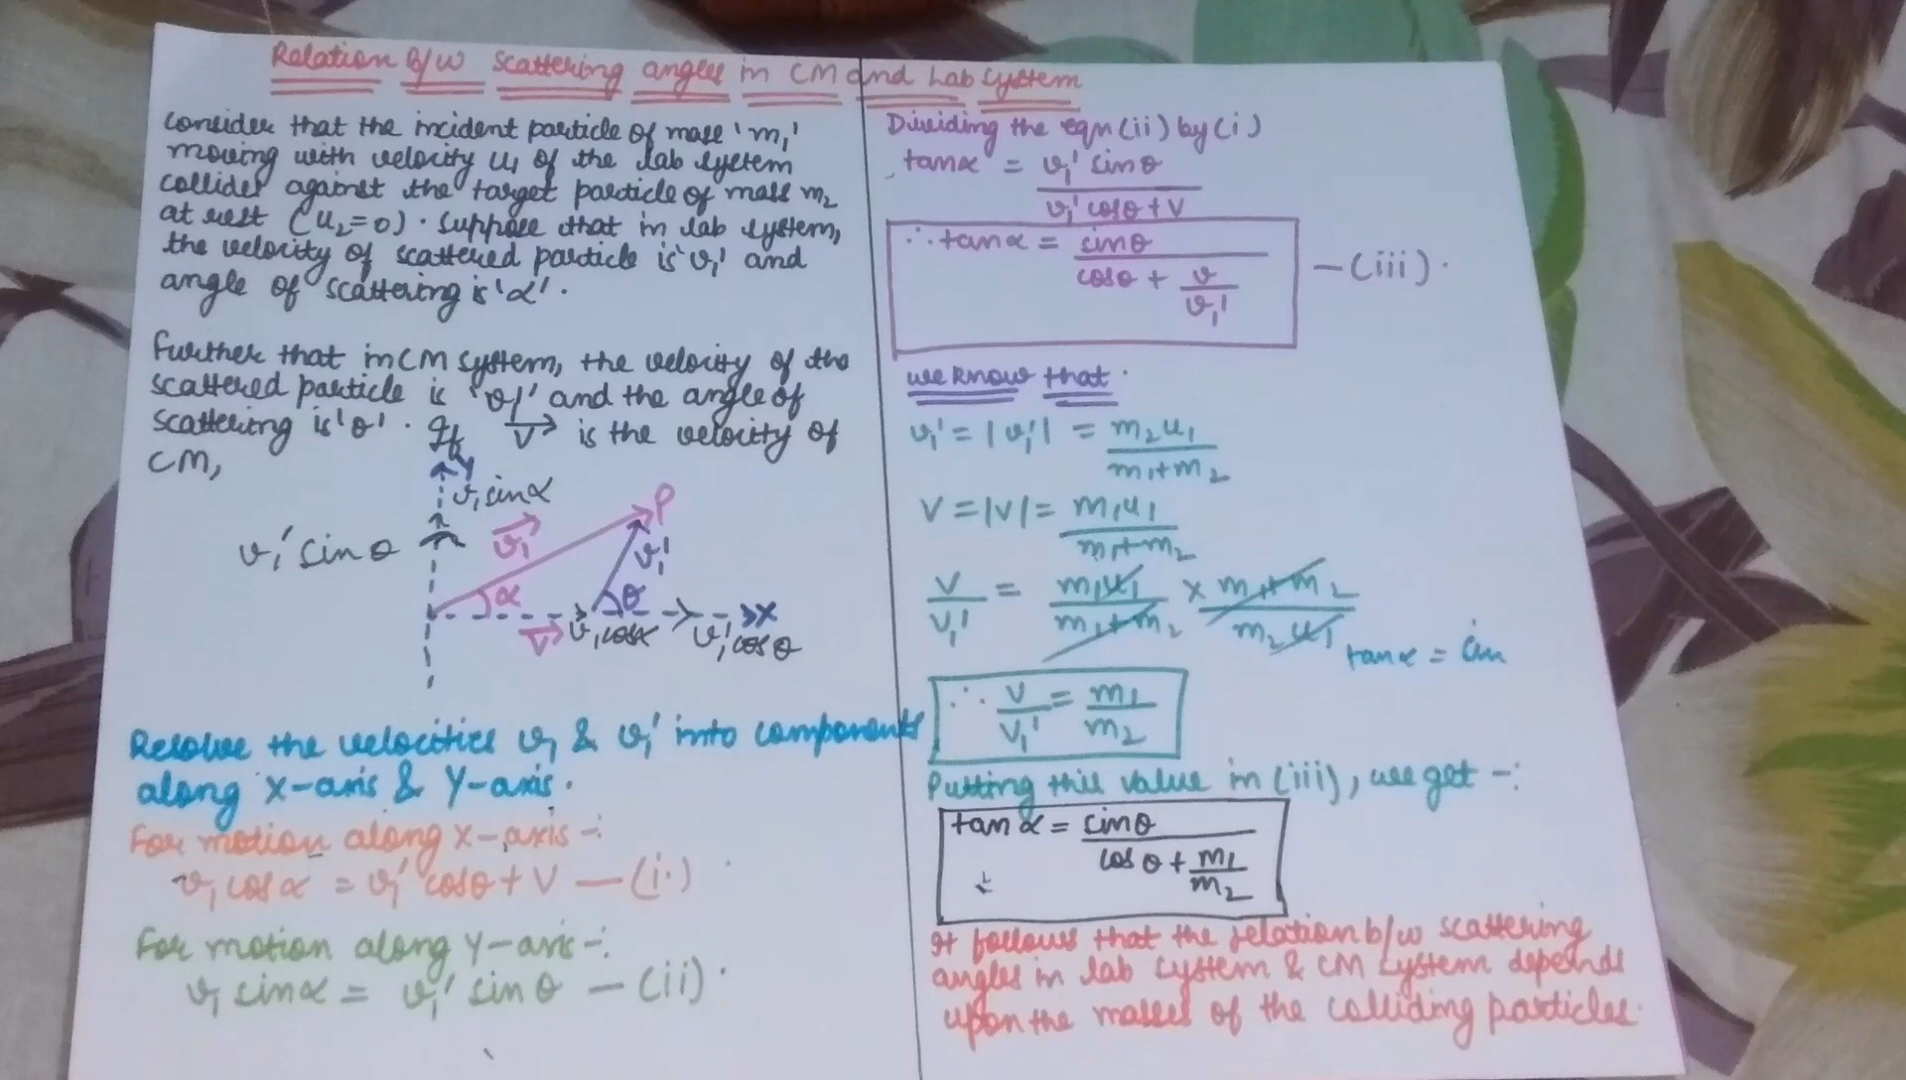 Relation B/w scattering angles in CM and Lab system
Consider that the incident particle of mass 'm₁'
moving with velocity u₁ of the lab system
collides against the target particle of mass m₂
at rest (u₂=0). Suppose that in lab system,
the velocity of scattered particle is 'v₁' and
angle of scattering is 'α'.
Further that in CM system, the velocity of the
scattered particle is 'v₁'' and the angle of
scattering is 'θ'. If V⃗ is the velocity of
CM,
Y
v₁ sinα
v₁' sin θ
v⃗₁
P
v₁'
α
θ
X
V⃗
v₁ cosα
v₁' cos θ
Resolve the velocities v₁ & v₁' into components
along X-axis & Y-axis.
For motion along X-axis -:
v₁ cos α = v₁' cosθ + V — (i.)
For motion along Y-axis -:
v₁ sinα = v₁' sin θ — (ii).
Dividing the eqn (ii) by (i)
tanα = v₁' sinθ / v₁' cosθ + V
∴ tanα = sinθ / cosθ + v/v₁' — (iii).
we know that.
v₁' = |v₁'| = m₂u₁ / m₁+m₂
V = |V| = m₁u₁ / m₁+m₂
V/V₁' = m₁u₁ / m₁+m₂ × m₁+m₂ / m₂u₁
tanα = sin
∴ V/V₁' = m₁/m₂
Putting this value in (iii), we get -:
tan α = sinθ / cos θ + m₁/m₂
It follows that the relation b/w scattering
angles in lab system & CM system depends
upon the masses of the colliding particles.